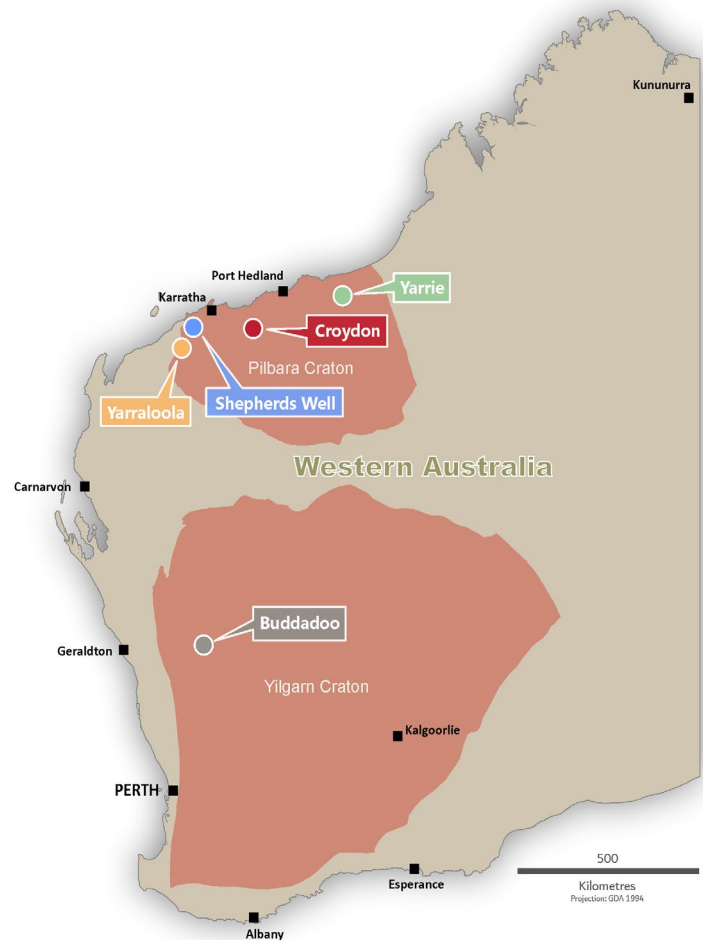 Kununurra
Port Hedland
Karratha
Yarrie
Croydon
Pilbara Craton
Shepherds Well
Yarraloola
Western Australia
Carnarvon
Buddadoo
Geraldton
Yilgarn Craton
Kalgoorlie
PERTH
500
Kilometres
Projection: GDA 1994
Esperance
Albany